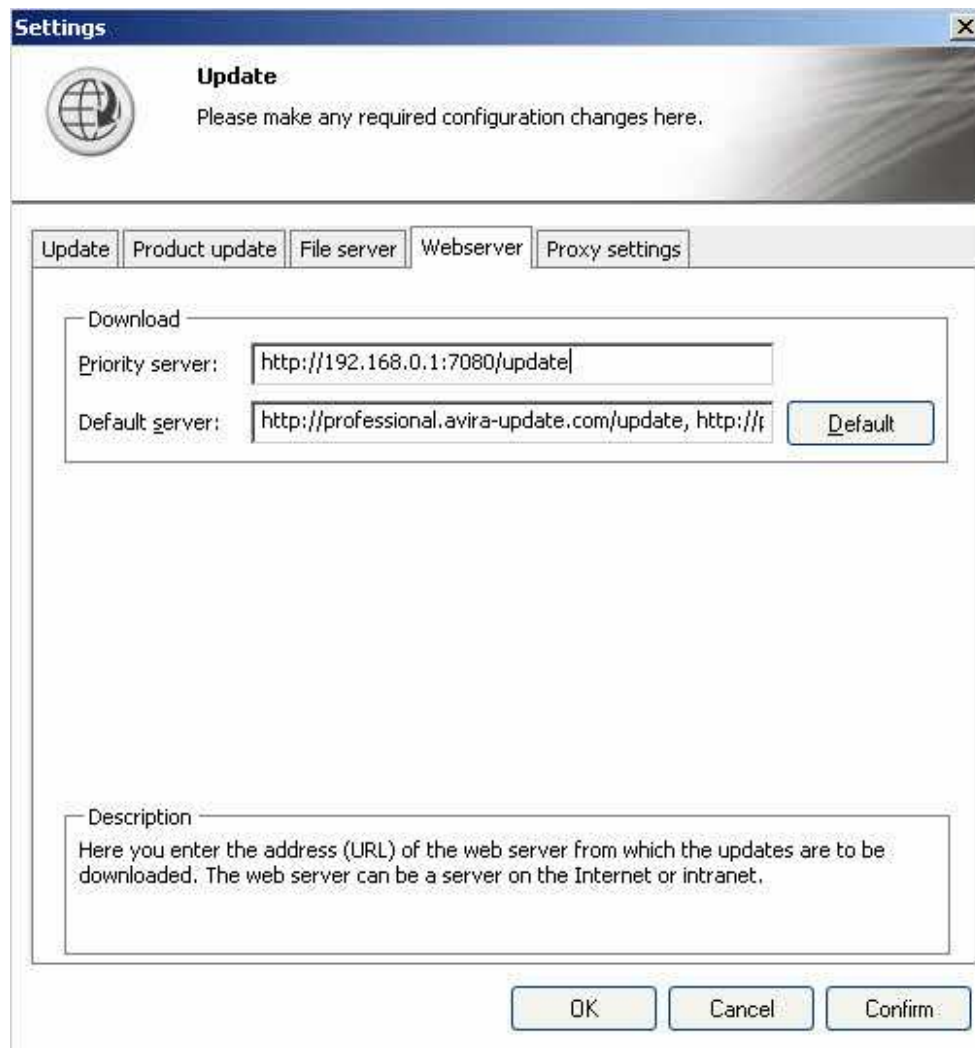 Settings
Update
Please make any required configuration changes here.
Update Product update File server Webserver Proxy settings
Download
Priority server: http://192.168.0.1:7080/update
Default server: http://professional.avira-update.com/update, http:// Default
Description
Here you enter the address (URL) of the web server from which the updates are to be
downloaded. The web server can be a server on the Internet or intranet.
OK Cancel Confirm